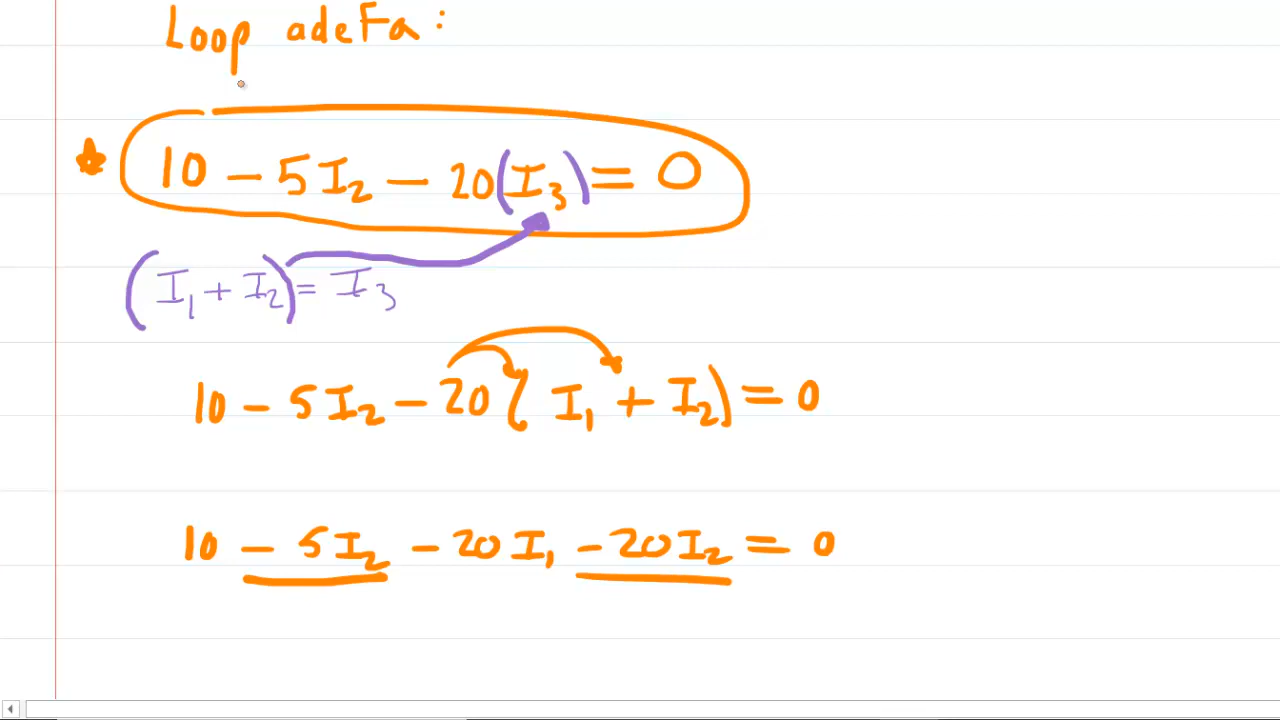 Loop adeFa:
10 - 5I₂ - 20(I₃) = 0
(I₁ + I₂) = I₃
10 - 5I₂ - 20(I₁ + I₂) = 0
10 - 5I₂ - 20I₁ - 20I₂ = 0